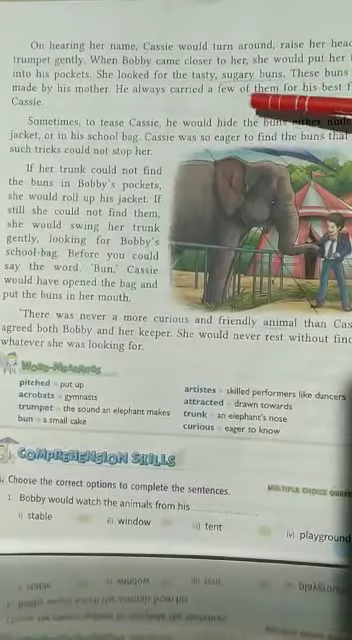 On hearing her name, Cassie would turn around, raise her
trumpet gently. When Bobby came closer to her, she would put her
into his pockets. She looked for the tasty, sugary buns. These buns
made by his mother. He always carried a few of them for his best
Cassie.
Sometimes, to tease Cassie, he would hide the buns either
jacket, or in his school bag. Cassie was so eager to find the buns that
such tricks could not stop her.
If her trunk could not find
the buns in Bobby's pockets,
she would roll up his jacket. If
still she could not find them,
she would swing her trunk
gently, looking for Bobby's
school-bag. Before you could
say the word, 'Bun,' Cassie
would have opened the bag and
put the buns in her mouth.
There was never a more curious and friendly animal than
agreed both Bobby and her keeper. She would never rest without
whatever she was looking for.
WORD-MEANINGS
pitched - put up
acrobats - gymnasts
trumpet - the sound an elephant makes
bun - a small cake
artistes - skilled performers like dancers
attracted - drawn towards
trunk - an elephant's nose
curious - eager to know
COMPREHENSION SKILLS
Choose the correct options to complete the sentences.
MULTIPLE CHOICE
1. Bobby would watch the animals from his ............
i) stable
ii) window
iii) tent
iv) playground